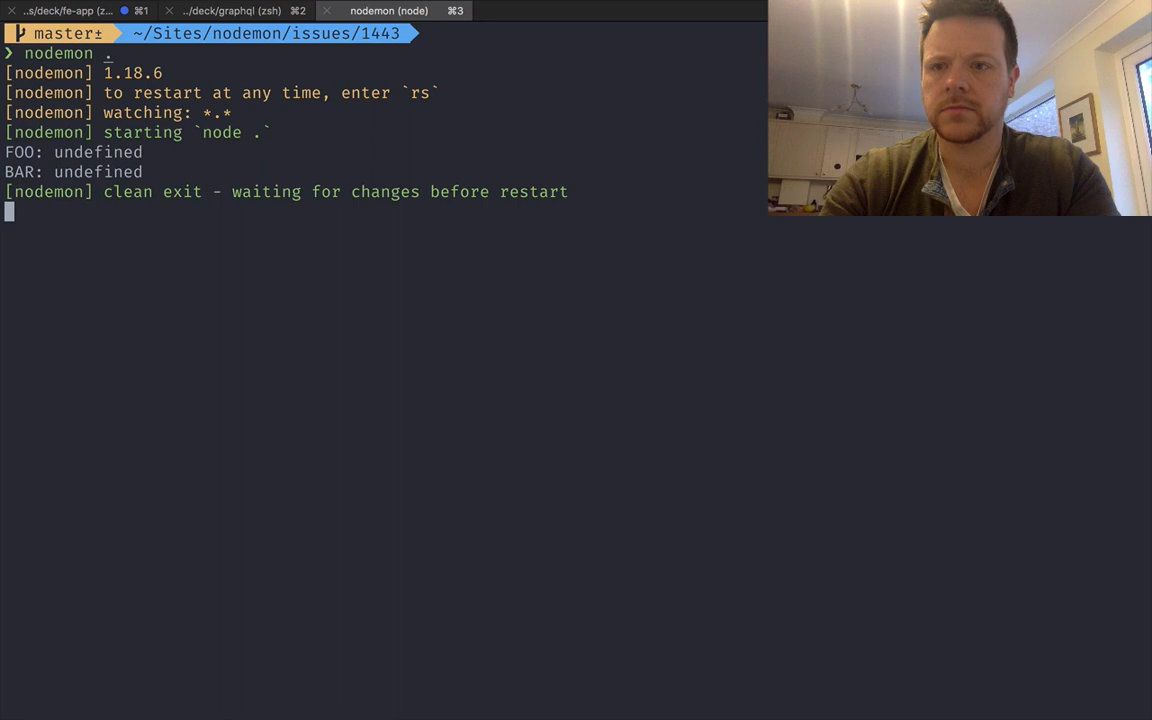 ..s/deck/fe-app (z... ⌘1 ../deck/graphql (zsh) ⌘2 nodemon (node) ⌘3
master± ~/Sites/nodemon/issues/1443
❯ nodemon .
[nodemon] 1.18.6
[nodemon] to restart at any time, enter `rs`
[nodemon] watching: *.*
[nodemon] starting `node .`
FOO: undefined
BAR: undefined
[nodemon] clean exit - waiting for changes before restart